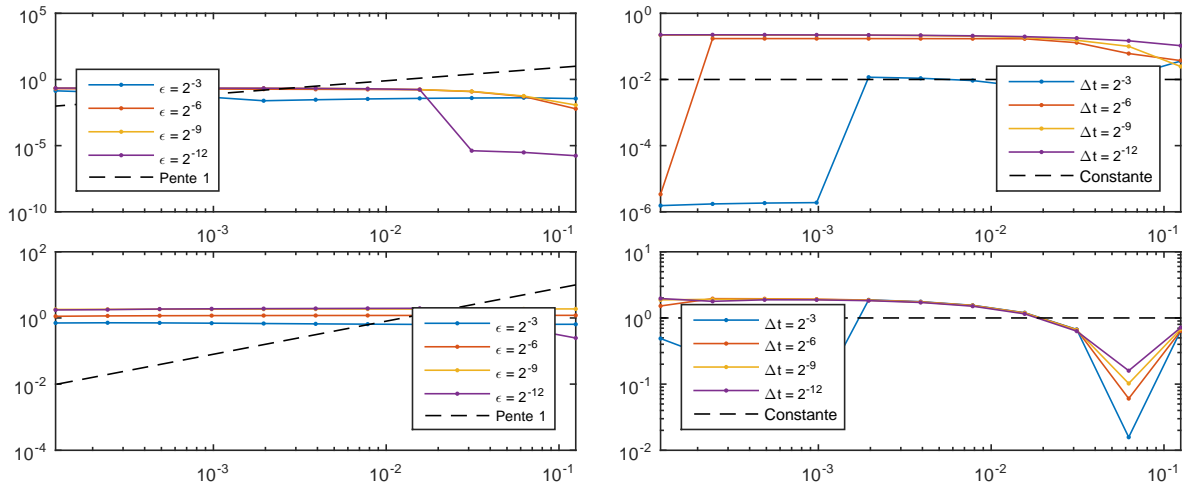 10^5
10^0
10^-5
10^-10
10^-3
10^-2
10^-1
ϵ = 2^-3
ϵ = 2^-6
ϵ = 2^-9
ϵ = 2^-12
Pente 1
10^0
10^-2
10^-4
10^-6
10^-3
10^-2
10^-1
Δt = 2^-3
Δt = 2^-6
Δt = 2^-9
Δt = 2^-12
Constante
10^2
10^0
10^-2
10^-4
10^-3
10^-2
10^-1
ϵ = 2^-3
ϵ = 2^-6
ϵ = 2^-9
ϵ = 2^-12
Pente 1
10^1
10^0
10^-1
10^-2
10^-3
10^-2
10^-1
Δt = 2^-3
Δt = 2^-6
Δt = 2^-9
Δt = 2^-12
Constante